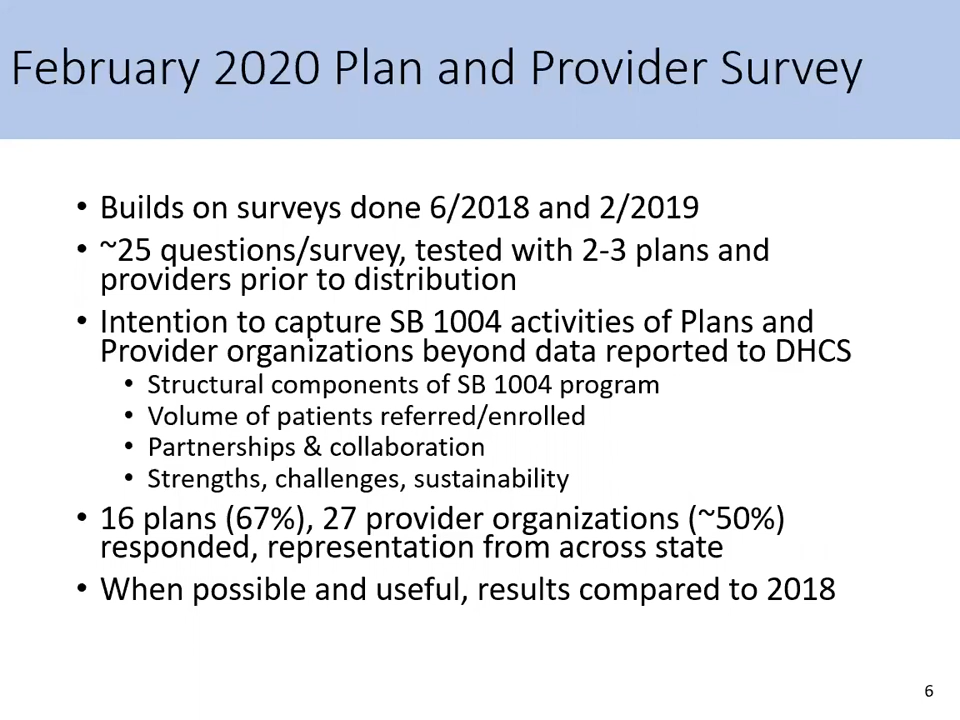 February 2020 Plan and Provider Survey
• Builds on surveys done 6/2018 and 2/2019
• ~25 questions/survey, tested with 2-3 plans and
providers prior to distribution
• Intention to capture SB 1004 activities of Plans and
Provider organizations beyond data reported to DHCS
• Structural components of SB 1004 program
• Volume of patients referred/enrolled
• Partnerships & collaboration
• Strengths, challenges, sustainability
• 16 plans (67%), 27 provider organizations (~50%)
responded, representation from across state
• When possible and useful, results compared to 2018
6